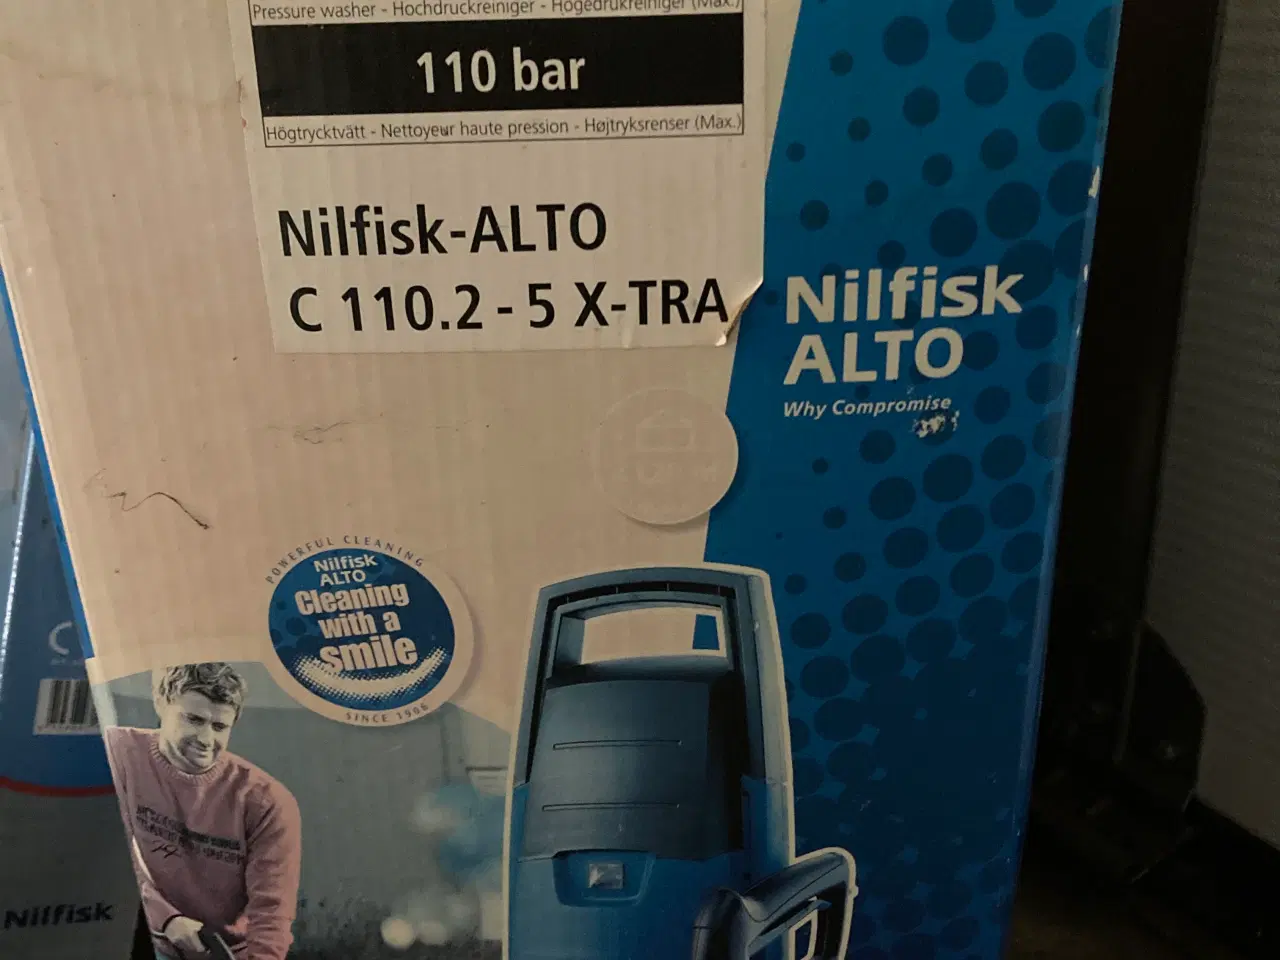 Pressure washer - Hochdruckreiniger - Hogedrukreiniger (Max.)
110 bar
Högtrycktvätt - Nettoyeur haute pression - Højtryksrenser (Max.)
Nilfisk-ALTO
C 110.2 - 5 X-TRA
Nilfisk
ALTO
Why Compromise
POWERFUL CLEANING
Nilfisk
ALTO
Cleaning
with a
smile
SINCE 1906
C
Nilfisk